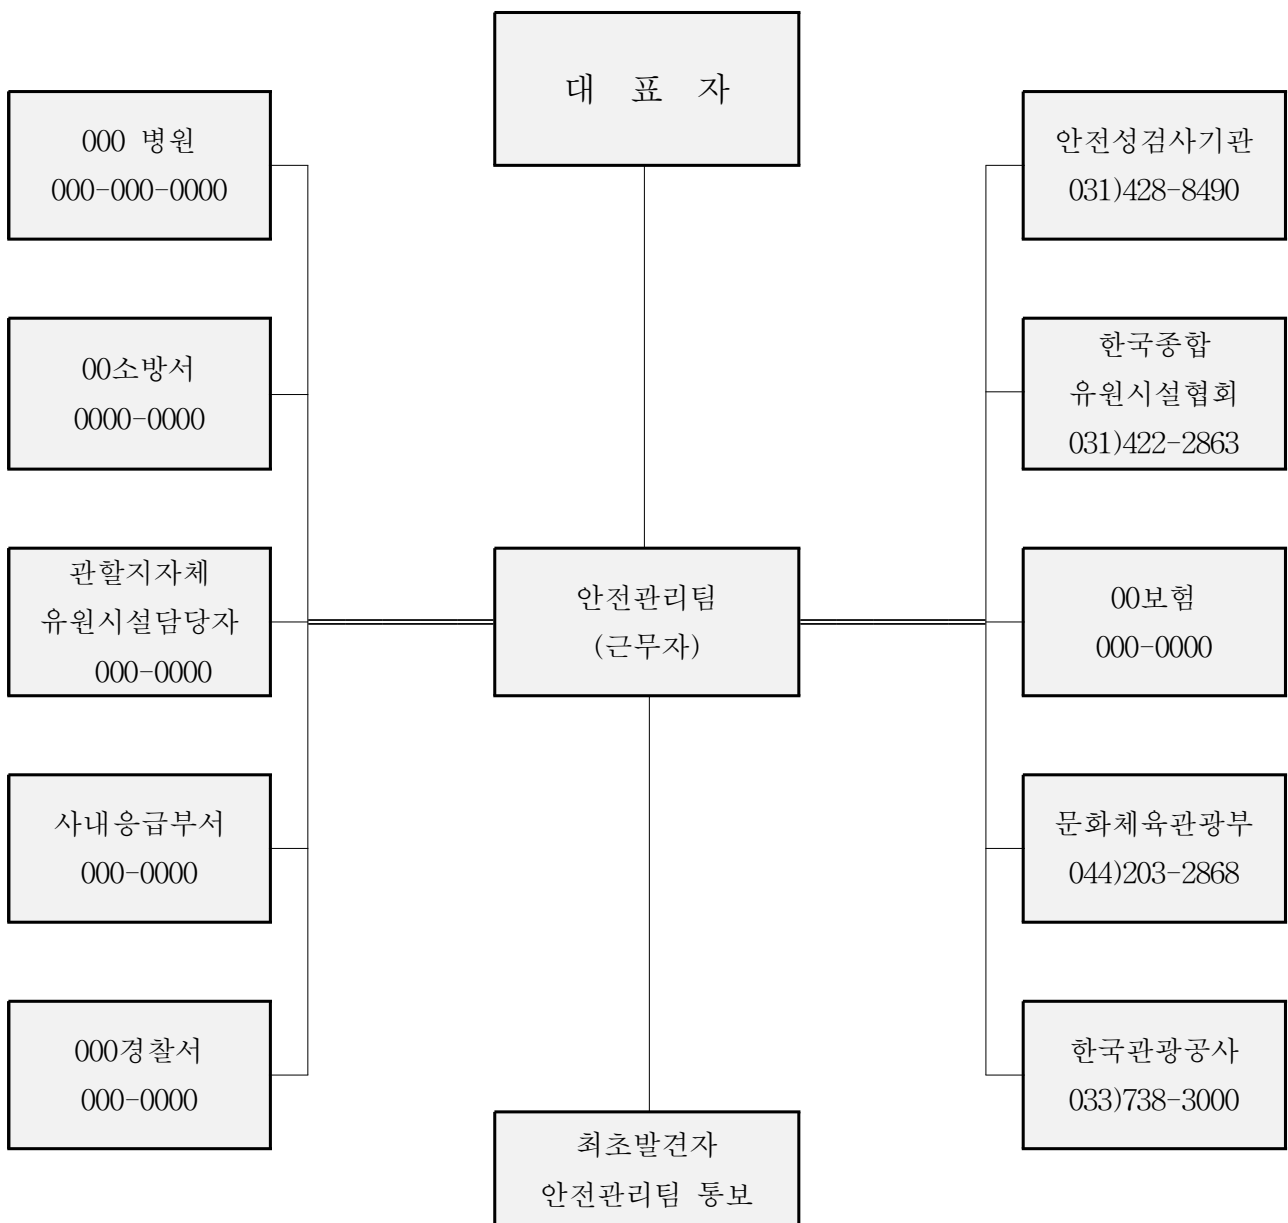 대 표 자
000 병원
000-000-0000
안전성검사기관
031)428-8490
00소방서
0000-0000
한국종합
유원시설협회
031)422-2863
관할지자체
유원시설담당자
000-0000
안전관리팀
(근무자)
00보험
000-0000
사내응급부서
000-0000
문화체육관광부
044)203-2868
000경찰서
000-0000
한국관광공사
033)738-3000
최초발견자
안전관리팀 통보